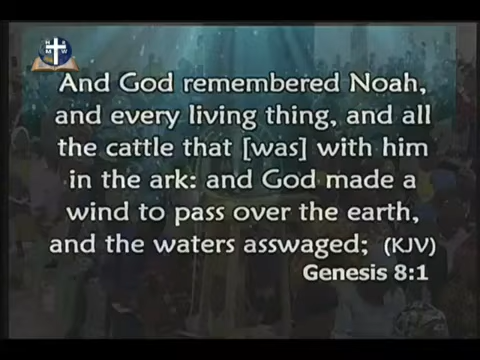 N R
M W
And God remembered Noah,
and every living thing, and all
the cattle that [was] with him
in the ark: and God made a
wind to pass over the earth,
and the waters asswaged; (KJV)
Genesis 8:1